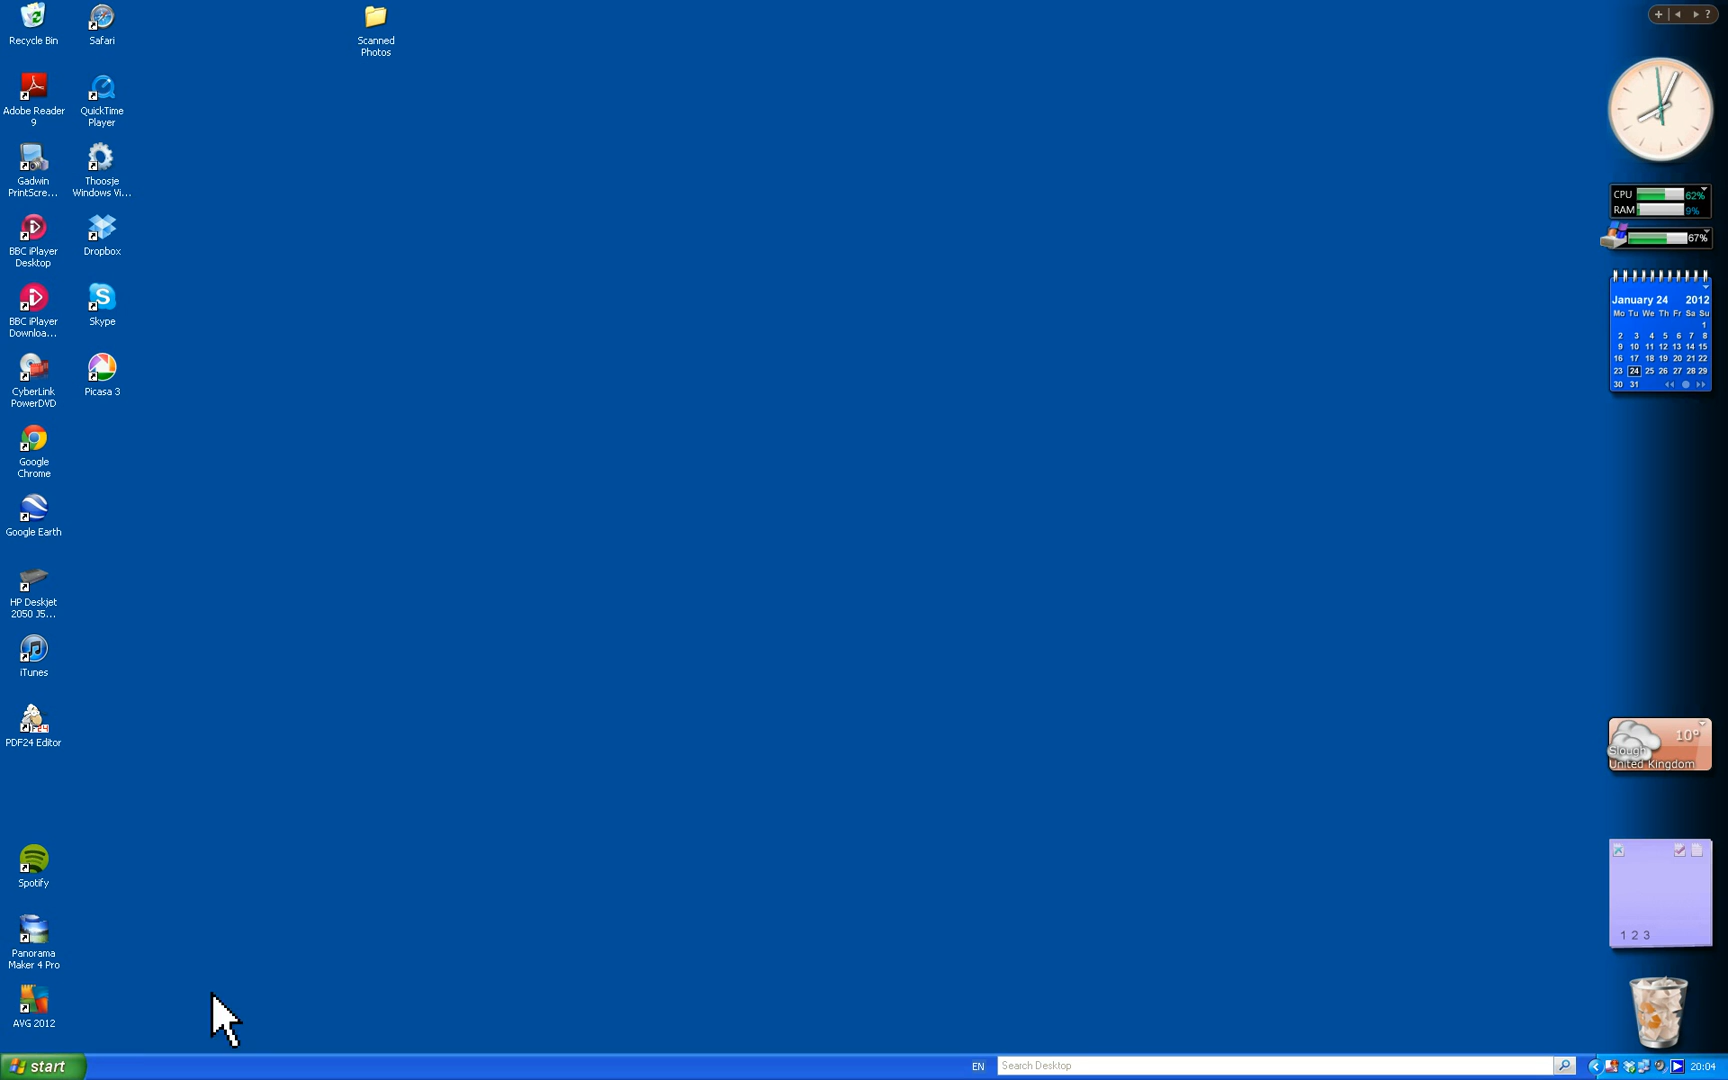 Recycle Bin
Safari
Scanned
Photos
Adobe Reader
9
QuickTime
Player
Gadwin
PrintScre...
Thoosje
Windows Vi...
BBC iPlayer
Desktop
Dropbox
BBC iPlayer
Downloa...
Skype
CyberLink
PowerDVD
Picasa 3
Google
Chrome
Google Earth
HP Deskjet
2050 J5...
iTunes
PDF24 Editor
Spotify
Panorama
Maker 4 Pro
AVG 2012
?
CPU 62%
RAM 9%
67%
January 24 2012
Mo Tu We Th Fr Sa Su
1
2 3 4 5 6 7 8
9 10 11 12 13 14 15
16 17 18 19 20 21 22
23 24 25 26 27 28 29
30 31
10°
Slough
United Kingdom
1 2 3
start
EN
Search Desktop
20:04